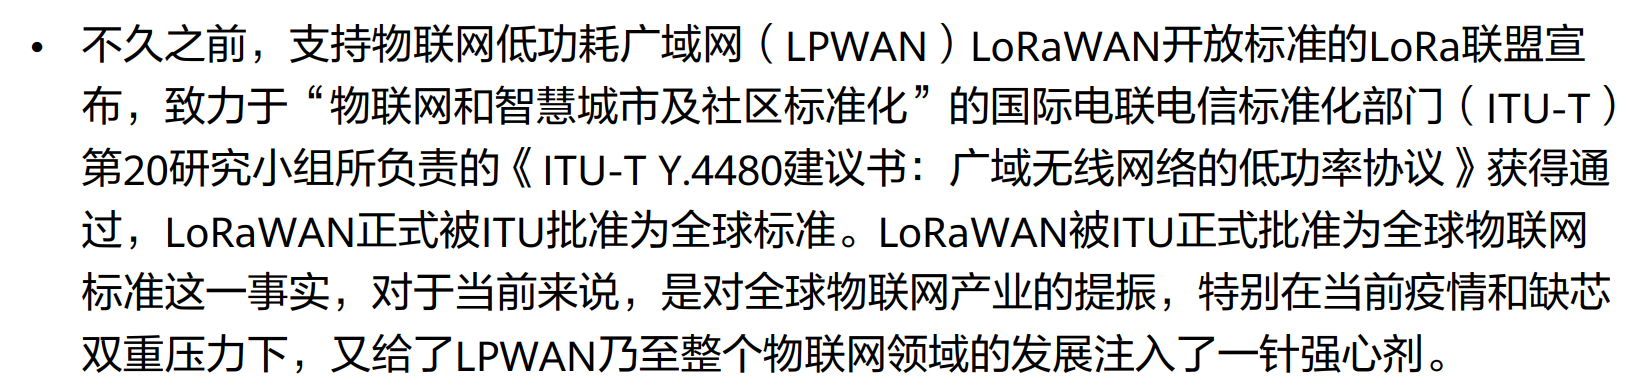 • 不久之前，支持物联网低功耗广域网（LPWAN）LoRaWAN开放标准的LoRa联盟宣
布，致力于“物联网和智慧城市及社区标准化”的国际电联电信标准化部门（ITU-T）
第20研究小组所负责的《ITU-T Y.4480建议书：广域无线网络的低功率协议》获得通
过，LoRaWAN正式被ITU批准为全球标准。LoRaWAN被ITU正式批准为全球物联网
标准这一事实，对于当前来说，是对全球物联网产业的提振，特别在当前疫情和缺芯
双重压力下，又给了LPWAN乃至整个物联网领域的发展注入了一针强心剂。